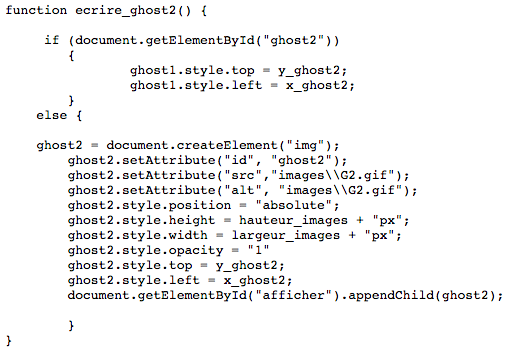 function ecrire_ghost2() {
if (document.getElementById("ghost2"))
{
ghost1.style.top = y_ghost2;
ghost1.style.left = x_ghost2;
}
else {
ghost2 = document.createElement("img");
ghost2.setAttribute("id", "ghost2");
ghost2.setAttribute("src","images\\G2.gif");
ghost2.setAttribute("alt", "images\\G2.gif");
ghost2.style.position = "absolute";
ghost2.style.height = hauteur_images + "px";
ghost2.style.width = largeur_images + "px";
ghost2.style.opacity = "1"
ghost2.style.top = y_ghost2;
ghost2.style.left = x_ghost2;
document.getElementById("afficher").appendChild(ghost2);
}
}